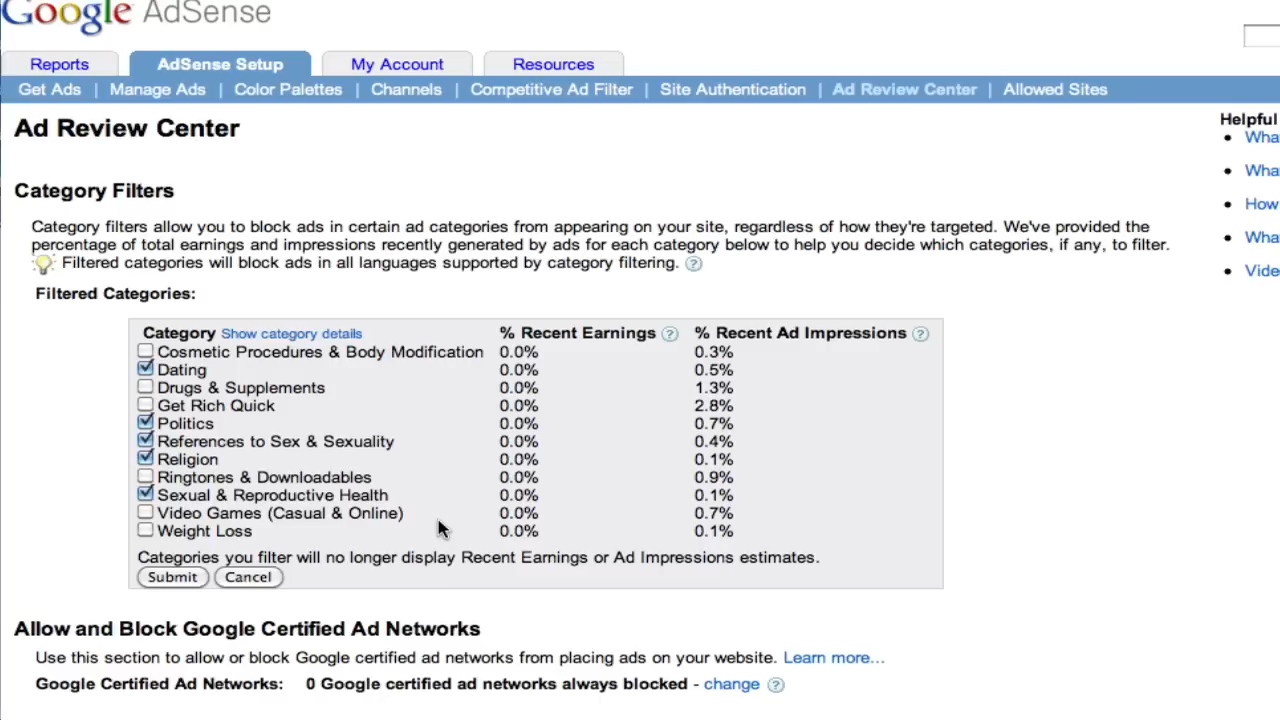 Google AdSense
Reports AdSense Setup My Account Resources
Get Ads | Manage Ads | Color Palettes | Channels | Competitive Ad Filter | Site Authentication | Ad Review Center | Allowed Sites
Ad Review Center
Helpful
Wha
Wha
How
Wha
Vide
Category Filters
Category filters allow you to block ads in certain ad categories from appearing on your site, regardless of how they're targeted. We've provided the
percentage of total earnings and impressions recently generated by ads for each category below to help you decide which categories, if any, to filter.
Filtered categories will block ads in all languages supported by category filtering. ?
Filtered Categories:
Category Show category details % Recent Earnings ? % Recent Ad Impressions ?
Cosmetic Procedures & Body Modification 0.0% 0.3%
Dating 0.0% 0.5%
Drugs & Supplements 0.0% 1.3%
Get Rich Quick 0.0% 2.8%
Politics 0.0% 0.7%
References to Sex & Sexuality 0.0% 0.4%
Religion 0.0% 0.1%
Ringtones & Downloadables 0.0% 0.9%
Sexual & Reproductive Health 0.0% 0.1%
Video Games (Casual & Online) 0.0% 0.7%
Weight Loss 0.0% 0.1%
Categories you filter will no longer display Recent Earnings or Ad Impressions estimates.
Submit Cancel
Allow and Block Google Certified Ad Networks
Use this section to allow or block Google certified ad networks from placing ads on your website. Learn more...
Google Certified Ad Networks: 0 Google certified ad networks always blocked - change ?